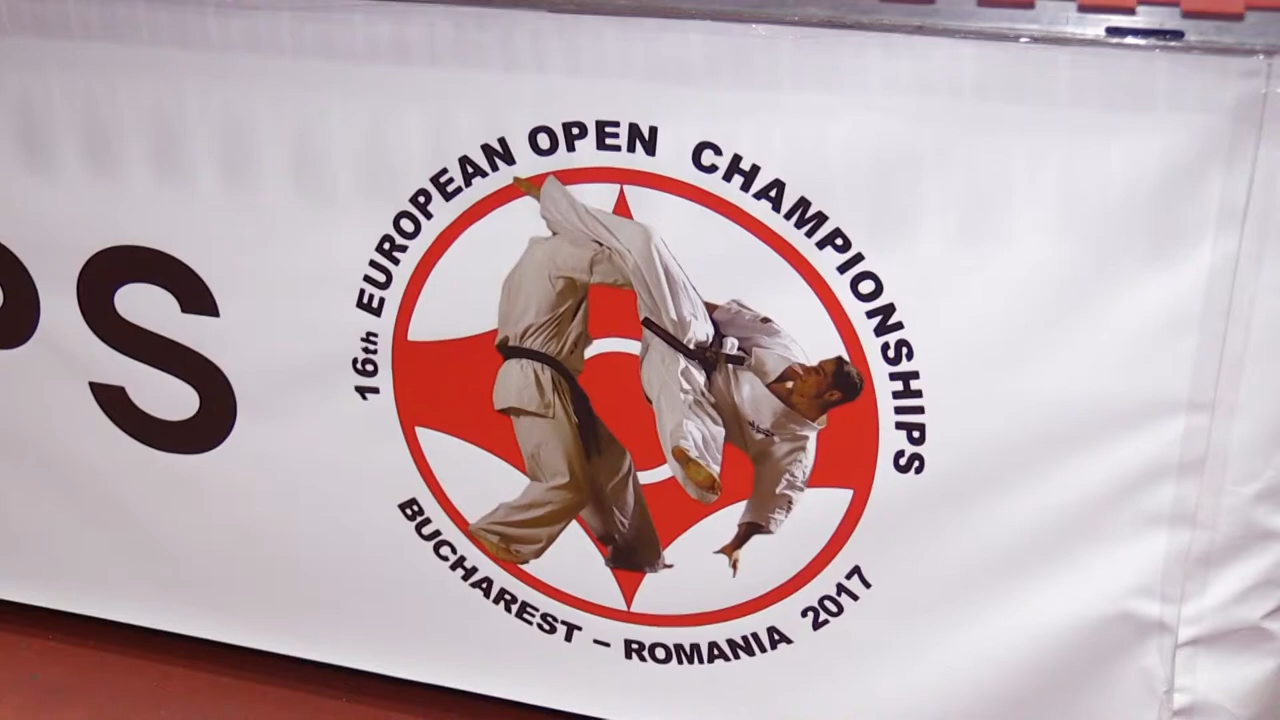 PS
16th EUROPEAN OPEN CHAMPIONSHIPS
BUCHAREST – ROMANIA 2017